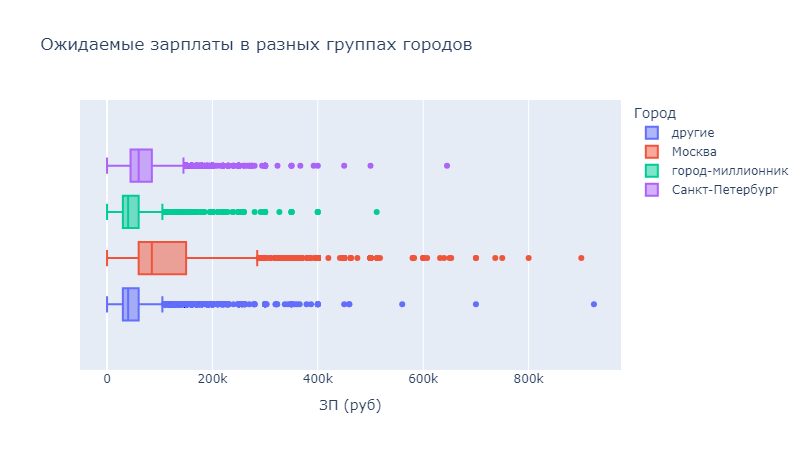 Ожидаемые зарплаты в разных группах городов
Город
другие
Москва
город-миллионник
Санкт-Петербург
0 200k 400k 600k 800k
ЗП (руб)